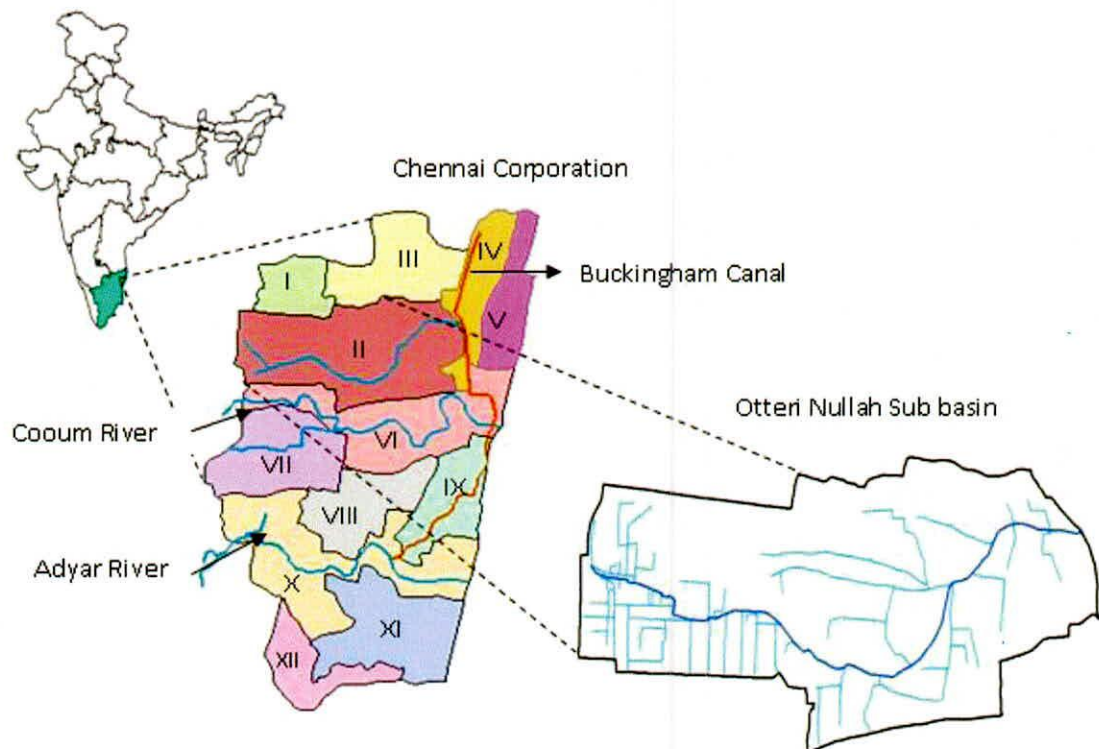 Chennai Corporation
IV
III
Buckingham Canal
I
V
II
Otteri Nullah Sub basin
Cooum River
VI
VII
IX
VIII
Adyar River
X
XI
XII